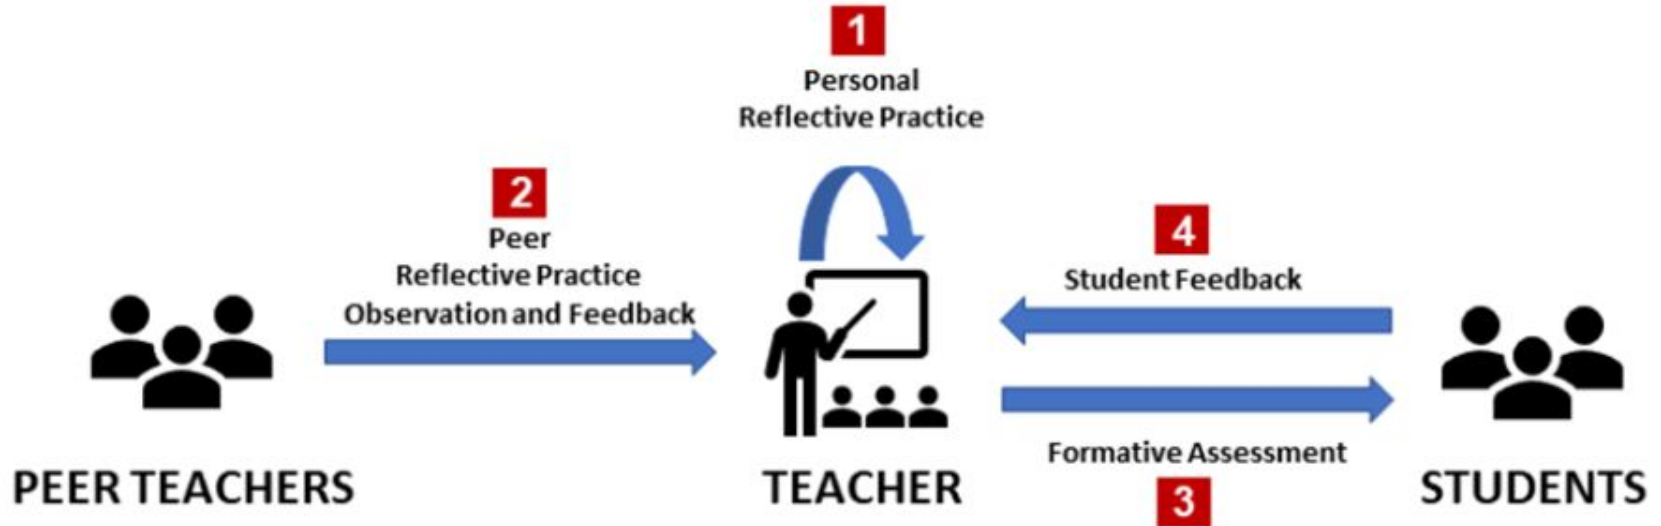 1
Personal
Reflective Practice
2
Peer
Reflective Practice
Observation and Feedback
4
Student Feedback
Formative Assessment
3
PEER TEACHERS
TEACHER
STUDENTS